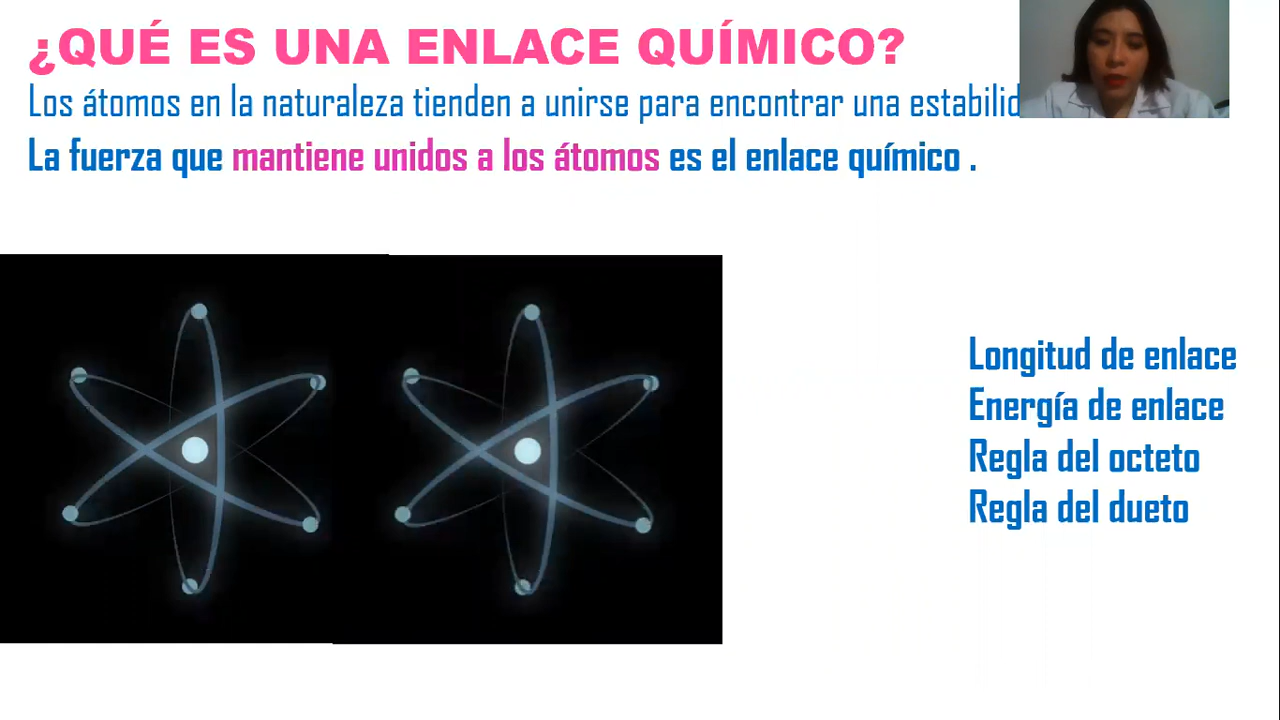 ¿QUÉ ES UNA ENLACE QUÍMICO?
Los átomos en la naturaleza tienden a unirse para encontrar una estabilid
La fuerza que mantiene unidos a los átomos es el enlace químico .
Longitud de enlace
Energía de enlace
Regla del octeto
Regla del dueto